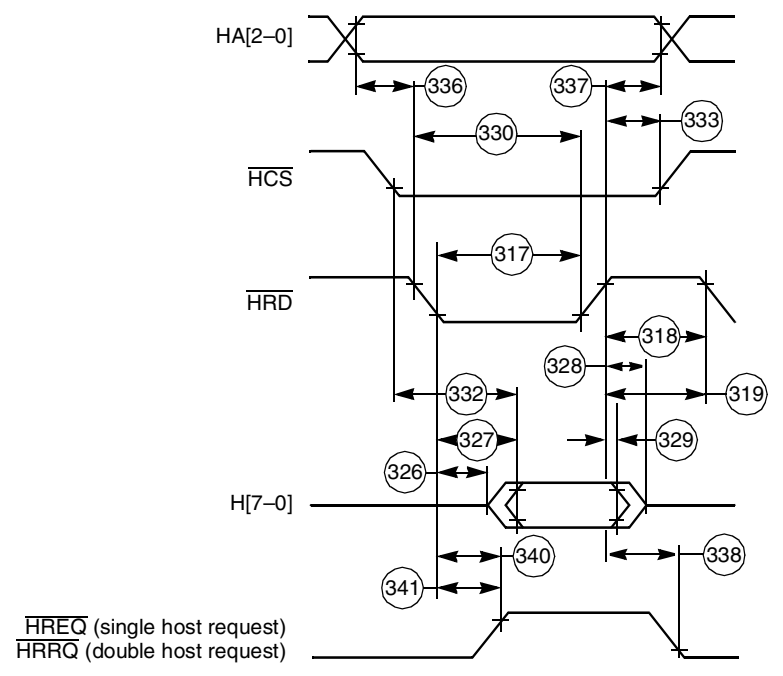 HA[2–0]
336
337
330
333
HCS
317
HRD
318
328
332
319
327
329
326
H[7–0]
340
338
341
HREQ (single host request)
HRRQ (double host request)